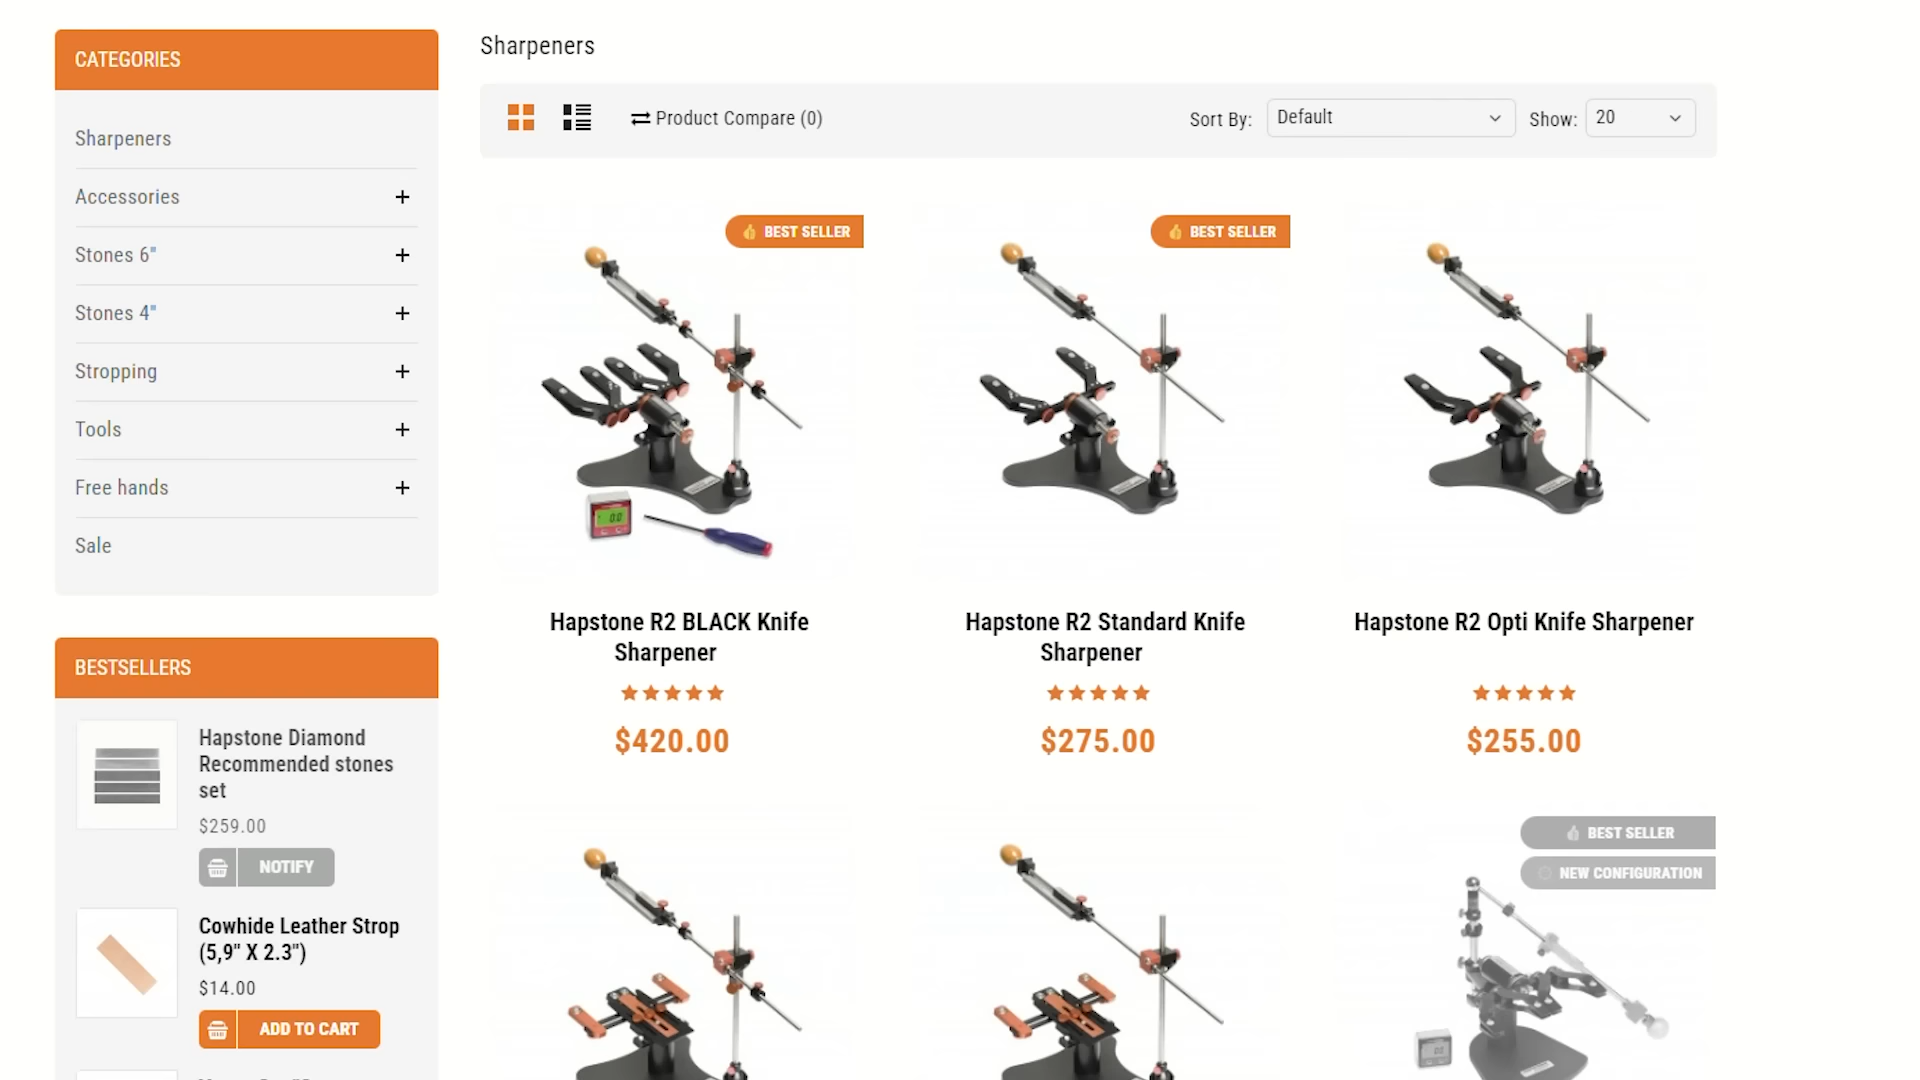 CATEGORIES
Sharpeners
Accessories
Stones 6"
Stones 4"
Stropping
Tools
Free hands
Sale
BESTSELLERS
Hapstone Diamond
Recommended stones
set
$259.00
NOTIFY
Cowhide Leather Strop
(5,9" X 2.3")
$14.00
ADD TO CART
Sharpeners
Product Compare (0)
Sort By:
Default
Show:
20
BEST SELLER
Hapstone R2 BLACK Knife
Sharpener
$420.00
BEST SELLER
Hapstone R2 Standard Knife
Sharpener
$275.00
Hapstone R2 Opti Knife Sharpener
$255.00
BEST SELLER
NEW CONFIGURATION